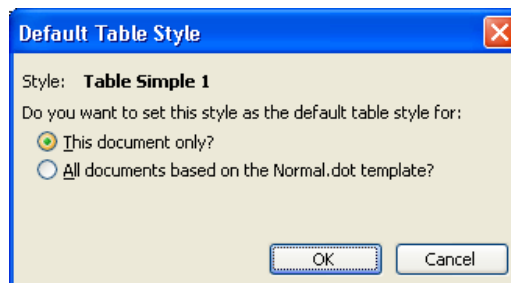 Default Table Style
Style: Table Simple 1
Do you want to set this style as the default table style for:
This document only?
All documents based on the Normal.dot template?
OK Cancel